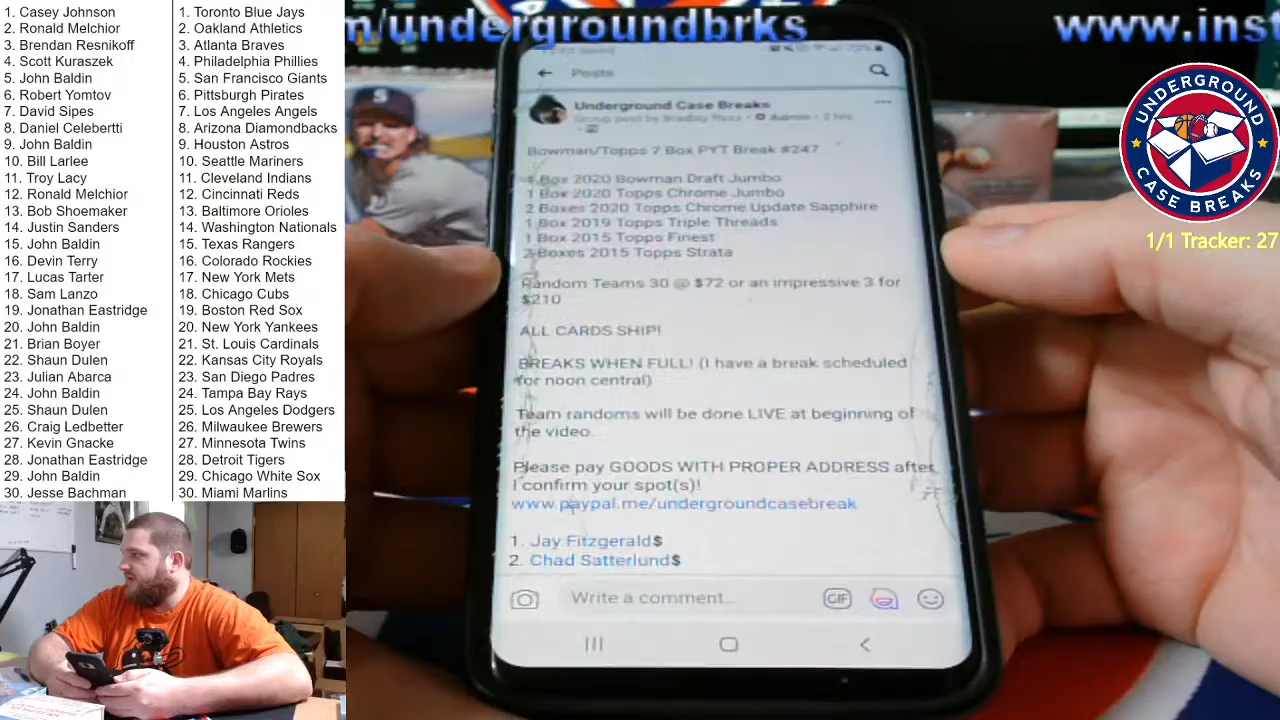 1. Casey Johnson
2. Ronald Melchior
3. Brendan Resnikoff
4. Scott Kuraszek
5. John Baldin
6. Robert Yomtov
7. David Sipes
8. Daniel Celebertti
9. John Baldin
10. Bill Larlee
11. Troy Lacy
12. Ronald Melchior
13. Bob Shoemaker
14. Justin Sanders
15. John Baldin
16. Devin Terry
17. Lucas Tarter
18. Sam Lanzo
19. Jonathan Eastridge
20. John Baldin
21. Brian Boyer
22. Shaun Dulen
23. Julian Abarca
24. John Baldin
25. Shaun Dulen
26. Craig Ledbetter
27. Kevin Gnacke
28. Jonathan Eastridge
29. John Baldin
30. Jesse Bachman
1. Toronto Blue Jays
2. Oakland Athletics
3. Atlanta Braves
4. Philadelphia Phillies
5. San Francisco Giants
6. Pittsburgh Pirates
7. Los Angeles Angels
8. Arizona Diamondbacks
9. Houston Astros
10. Seattle Mariners
11. Cleveland Indians
12. Cincinnati Reds
13. Baltimore Orioles
14. Washington Nationals
15. Texas Rangers
16. Colorado Rockies
17. New York Mets
18. Chicago Cubs
19. Boston Red Sox
20. New York Yankees
21. St. Louis Cardinals
22. Kansas City Royals
23. San Diego Padres
24. Tampa Bay Rays
25. Los Angeles Dodgers
26. Milwaukee Brewers
27. Minnesota Twins
28. Detroit Tigers
29. Chicago White Sox
30. Miami Marlins
m/undergroundbrks
www.inst
Posts
Underground Case Breaks
Group post by Bradley • Admin • 2 hrs
Bowman/Topps 7 Box PYT Break #247
Box 2020 Bowman Draft Jumbo
1 Box 2020 Topps Chrome Jumbo
2 Boxes 2020 Topps Chrome Update Sapphire
1 Box 2019 Topps Triple Threads
1 Box 2015 Topps Finest
2 Boxes 2015 Topps Strata
Random Teams 30 @ $72 or an impressive 3 for
$210
ALL CARDS SHIP!
BREAKS WHEN FULL! (I have a break scheduled
for noon central)
Team randoms will be done LIVE at beginning of
the video.
Please pay GOODS WITH PROPER ADDRESS after
I confirm your spot(s)!
www.paypal.me/undergroundcasebreak
1. Jay Fitzgerald$
2. Chad Satterlund$
Write a comment...
GIF
UNDERGROUND
CASE BREAKS
1/1 Tracker: 27
S